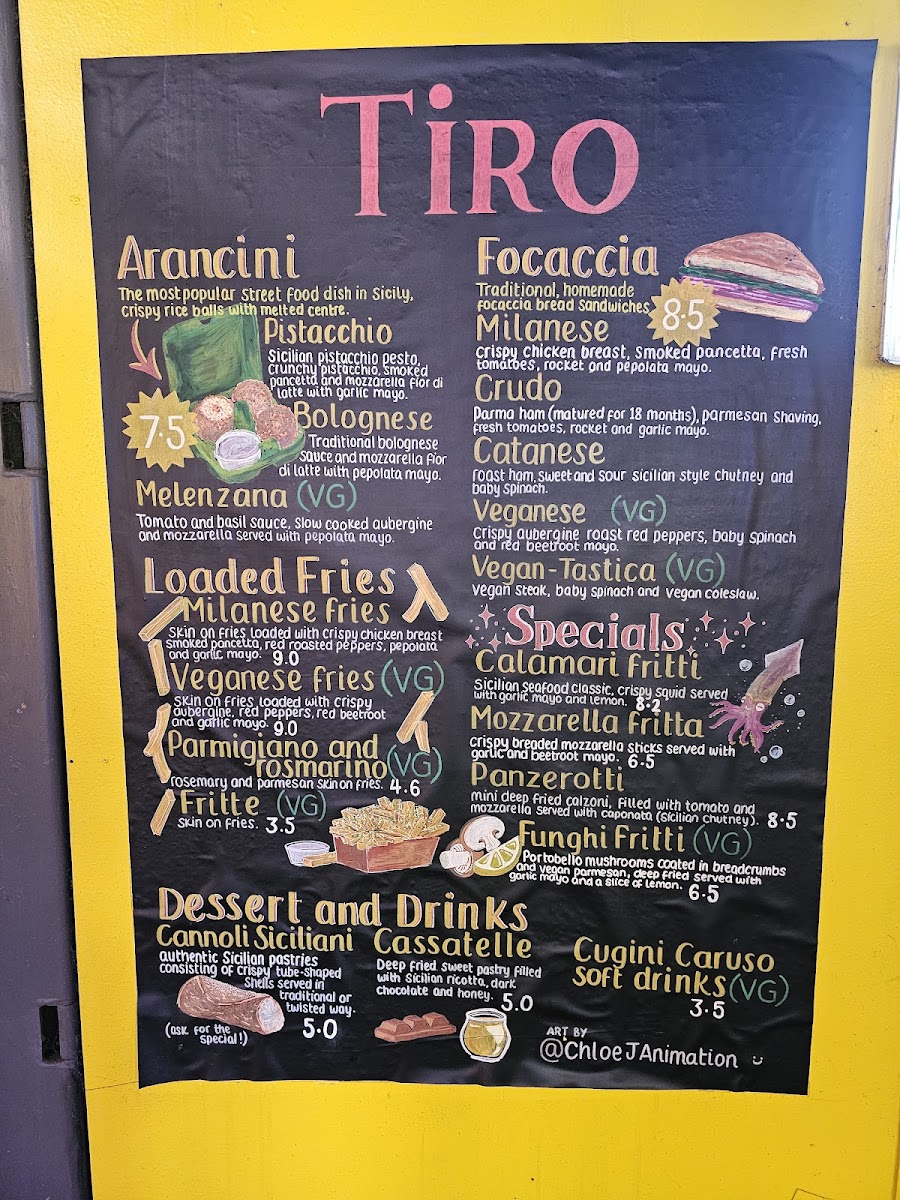 Tiro
Arancini
The most popular street food dish in Sicily,
crispy rice balls with melted centre.
Pistacchio
Sicilian pistacchio pesto,
crunchy pistacchio, smoked
pancetta and mozzarella fior di
latte with garlic mayo.
7.5
Bolognese
Traditional bolognese
sauce and mozzarella fior
di latte with pepolata mayo.
Melenzana (VG)
Tomato and basil sauce, slow cooked aubergine
and mozzarella served with pepolata mayo.
Loaded Fries
Milanese fries
Skin on fries loaded with crispy chicken breast
smoked pancetta, red roasted peppers, pepolata
and garlic mayo. 9.0
Veganese fries (VG)
Skin on fries loaded with crispy
aubergine, red peppers, red beetroot
and garlic mayo. 9.0
Parmigiano and
rosmarino (VG)
rosemary and parmesan skin on fries. 4.6
Fritte (VG)
Skin on fries. 3.5
Focaccia
Traditional, homemade
focaccia bread sandwiches
8.5
Milanese
crispy chicken breast, smoked pancetta, fresh
tomatoes, rocket and pepolata mayo.
Crudo
Parma ham (matured for 18 months), parmesan shaving,
fresh tomatoes, rocket and garlic mayo.
Catanese
roast ham, sweet and sour sicilian style chutney and
baby spinach.
Veganese (VG)
Crispy aubergine roast red peppers, baby spinach
and red beetroot mayo.
Vegan-Tastica (VG)
Vegan steak, baby spinach and vegan coleslaw.
Specials
Calamari fritti
Sicilian seafood classic, crispy squid served
with garlic mayo and lemon. 8.2
Mozzarella fritta
crispy breaded mozzarella sticks served with
garlic and beetroot mayo. 6.5
Panzerotti
mini deep fried calzoni, filled with tomato and
mozzarella served with caponata (sicilian chutney). 8.5
Funghi Fritti (VG)
Portobello mushrooms coated in breadcrumbs
and vegan parmesan, deep fried served with
garlic mayo and a slice of lemon. 6.5
Dessert and Drinks
Cannoli Siciliani
authentic Sicilian pastries
consisting of crispy tube-shaped
shells served in
traditional or
twisted way.
(ask for the
special!)
5.0
Cassatelle
Deep fried sweet pastry filled
with Sicilian ricotta, dark
chocolate and honey. 5.0
Cugini Caruso
soft drinks (VG)
3.5
ART BY
@ChloeJAnimation